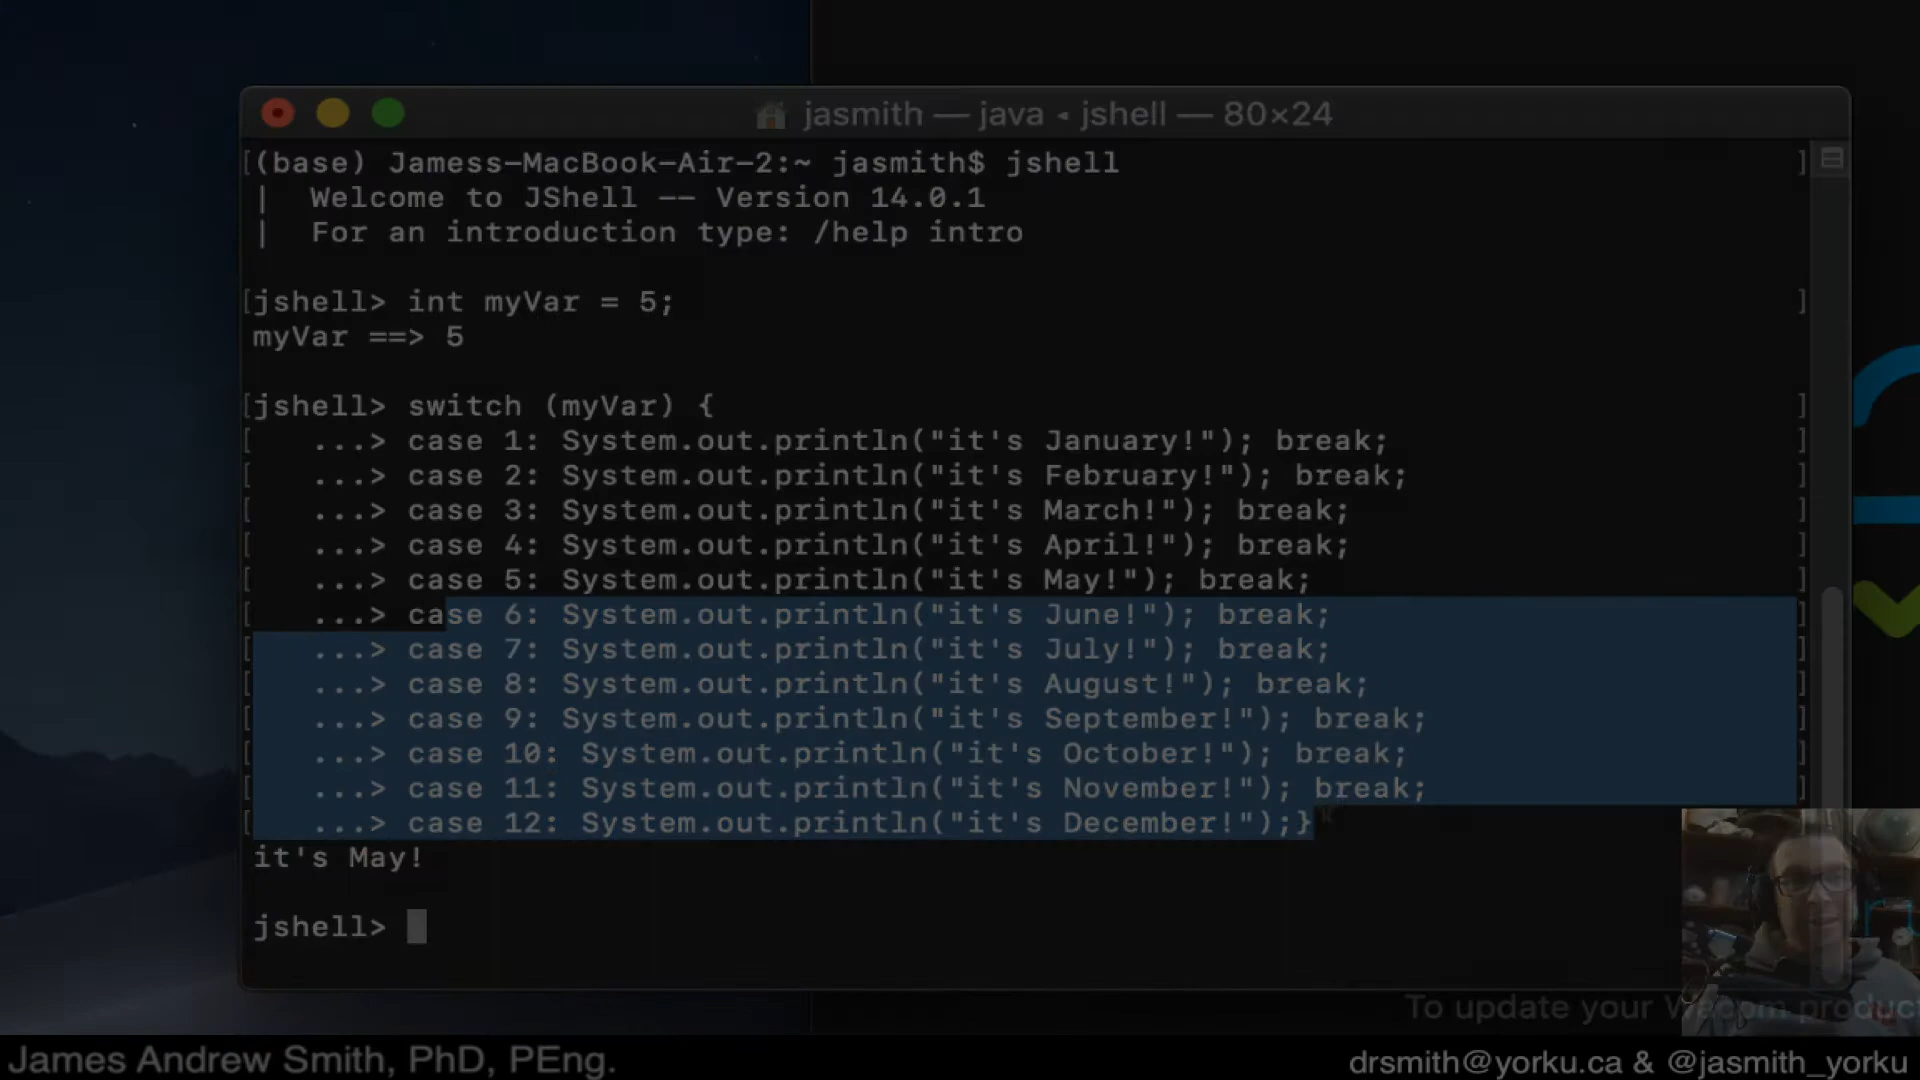 jasmith — java ◂ jshell — 80×24
[(base) Jamess-MacBook-Air-2:~ jasmith$ jshell ]
|  Welcome to JShell -- Version 14.0.1
|  For an introduction type: /help intro
[jshell> int myVar = 5; ]
myVar ==> 5
[jshell> switch (myVar) { ]
[   ...> case 1: System.out.println("it's January!"); break; ]
[   ...> case 2: System.out.println("it's February!"); break; ]
[   ...> case 3: System.out.println("it's March!"); break; ]
[   ...> case 4: System.out.println("it's April!"); break; ]
[   ...> case 5: System.out.println("it's May!"); break; ]
[   ...> case 6: System.out.println("it's June!"); break; ]
[   ...> case 7: System.out.println("it's July!"); break; ]
[   ...> case 8: System.out.println("it's August!"); break; ]
[   ...> case 9: System.out.println("it's September!"); break; ]
[   ...> case 10: System.out.println("it's October!"); break; ]
[   ...> case 11: System.out.println("it's November!"); break; ]
[   ...> case 12: System.out.println("it's December!");}
it's May!
jshell>
To update your Wacom product
James Andrew Smith, PhD, PEng.
drsmith@yorku.ca & @jasmith_yorku